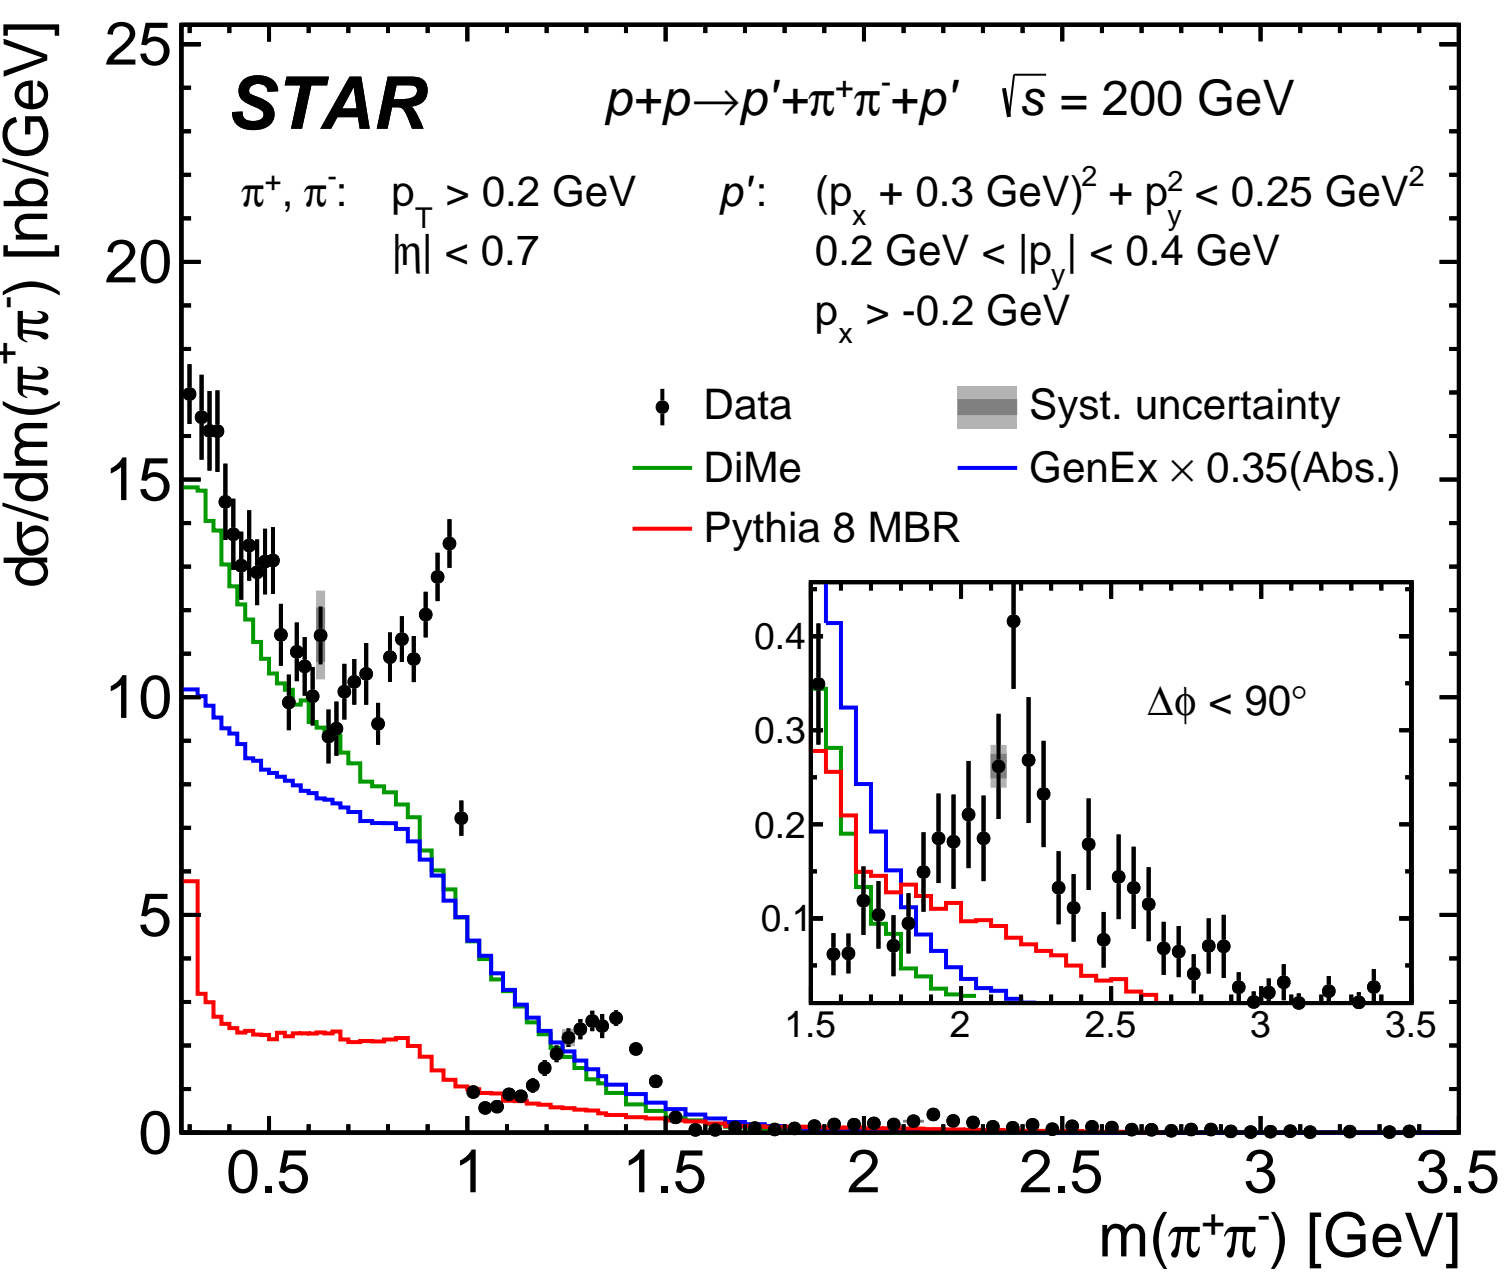 dσ/dm(π⁺π⁻) [nb/GeV]
25
20
15
10
5
0
STAR
p+p→p′+π⁺π⁻+p′ √s = 200 GeV
π⁺, π⁻: p_T > 0.2 GeV p′: (p_x + 0.3 GeV)² + p_y² < 0.25 GeV²
|η| < 0.7 0.2 GeV < |p_y| < 0.4 GeV
p_x > -0.2 GeV
Data Syst. uncertainty
DiMe GenEx × 0.35(Abs.)
Pythia 8 MBR
0.4
0.3
0.2
0.1
Δϕ < 90°
1.5 2 2.5 3 3.5
0.5 1 1.5 2 2.5 3 3.5
m(π⁺π⁻) [GeV]